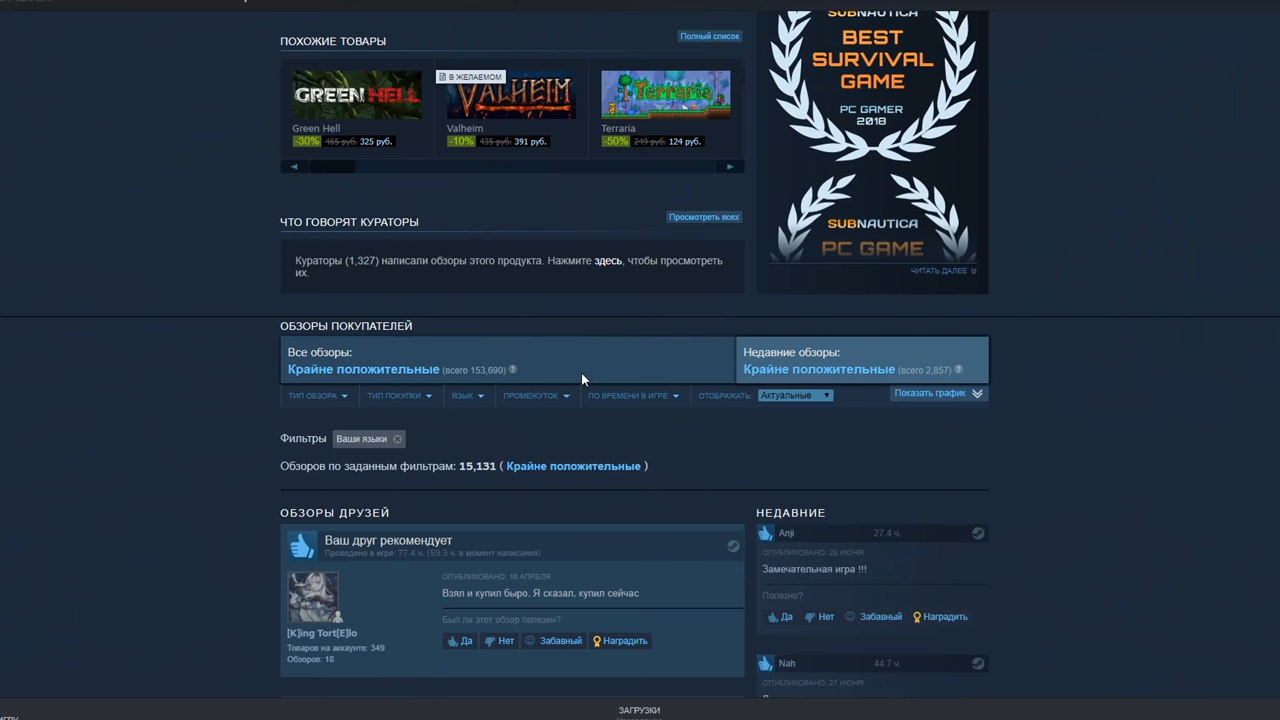 ПОХОЖИЕ ТОВАРЫ
Полный список
GREEN HELL
В ЖЕЛАЕМОМ
VALHEIM
Terraria
Green Hell
Valheim
Terraria
-30% 465 руб. 325 руб.
-10% 435 руб. 391 руб.
-50% 249 руб. 124 руб.
SUBNAUTICA
BEST
SURVIVAL
GAME
PC GAMER
2018
SUBNAUTICA
PC GAME
ЧИТАТЬ ДАЛЕЕ
ЧТО ГОВОРЯТ КУРАТОРЫ
Просмотреть всех
Кураторы (1,327) написали обзоры этого продукта. Нажмите здесь, чтобы просмотреть
их.
ОБЗОРЫ ПОКУПАТЕЛЕЙ
Все обзоры:
Крайне положительные (всего 153,690) ?
Недавние обзоры:
Крайне положительные (всего 2,857) ?
ТИП ОБЗОРА
ТИП ПОКУПКИ
ЯЗЫК
ПРОМЕЖУТОК
ПО ВРЕМЕНИ В ИГРЕ
ОТОБРАЖАТЬ: Актуальные
Показать график
Фильтры Ваши языки
Обзоров по заданным фильтрам: 15,131 ( Крайне положительные )
ОБЗОРЫ ДРУЗЕЙ
Ваш друг рекомендует
Проведено в игре: 77.4 ч. (59.3 ч. в момент написания)
ОПУБЛИКОВАНО: 16 АПРЕЛЯ
Взял и купил быро. Я сказал, купил сейчас
Был ли этот обзор полезен?
Да Нет Забавный Наградить
[K]ing Tort[E]lo
Товаров на аккаунте: 349
Обзоров: 18
НЕДАВНИЕ
Anji 27.4 ч.
ОПУБЛИКОВАНО: 28 ИЮНЯ
Замечательная игра !!!
Полезно?
Да Нет Забавный Наградить
Nah 44.7 ч.
ОПУБЛИКОВАНО: 27 ИЮНЯ
ЗАГРУЗКИ